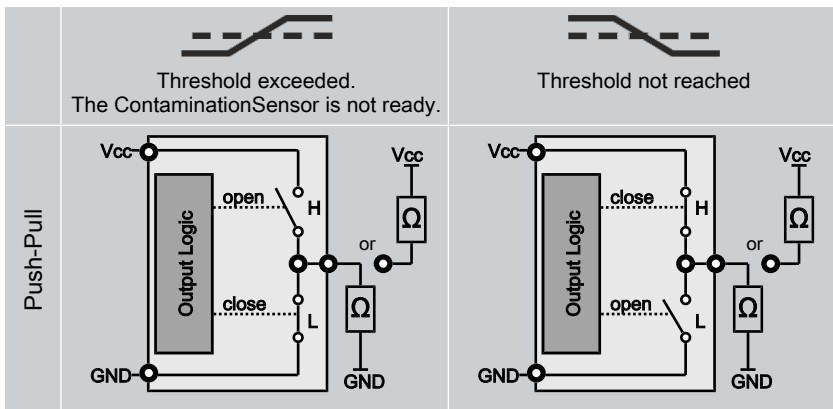 Threshold exceeded.
The ContaminationSensor is not ready.
Threshold not reached
Push-Pull
Vcc
Output Logic
open
H
close
L
GND
or
Vcc
Ω
Ω
GND
Vcc
Output Logic
close
H
open
L
GND
or
Vcc
Ω
Ω
GND